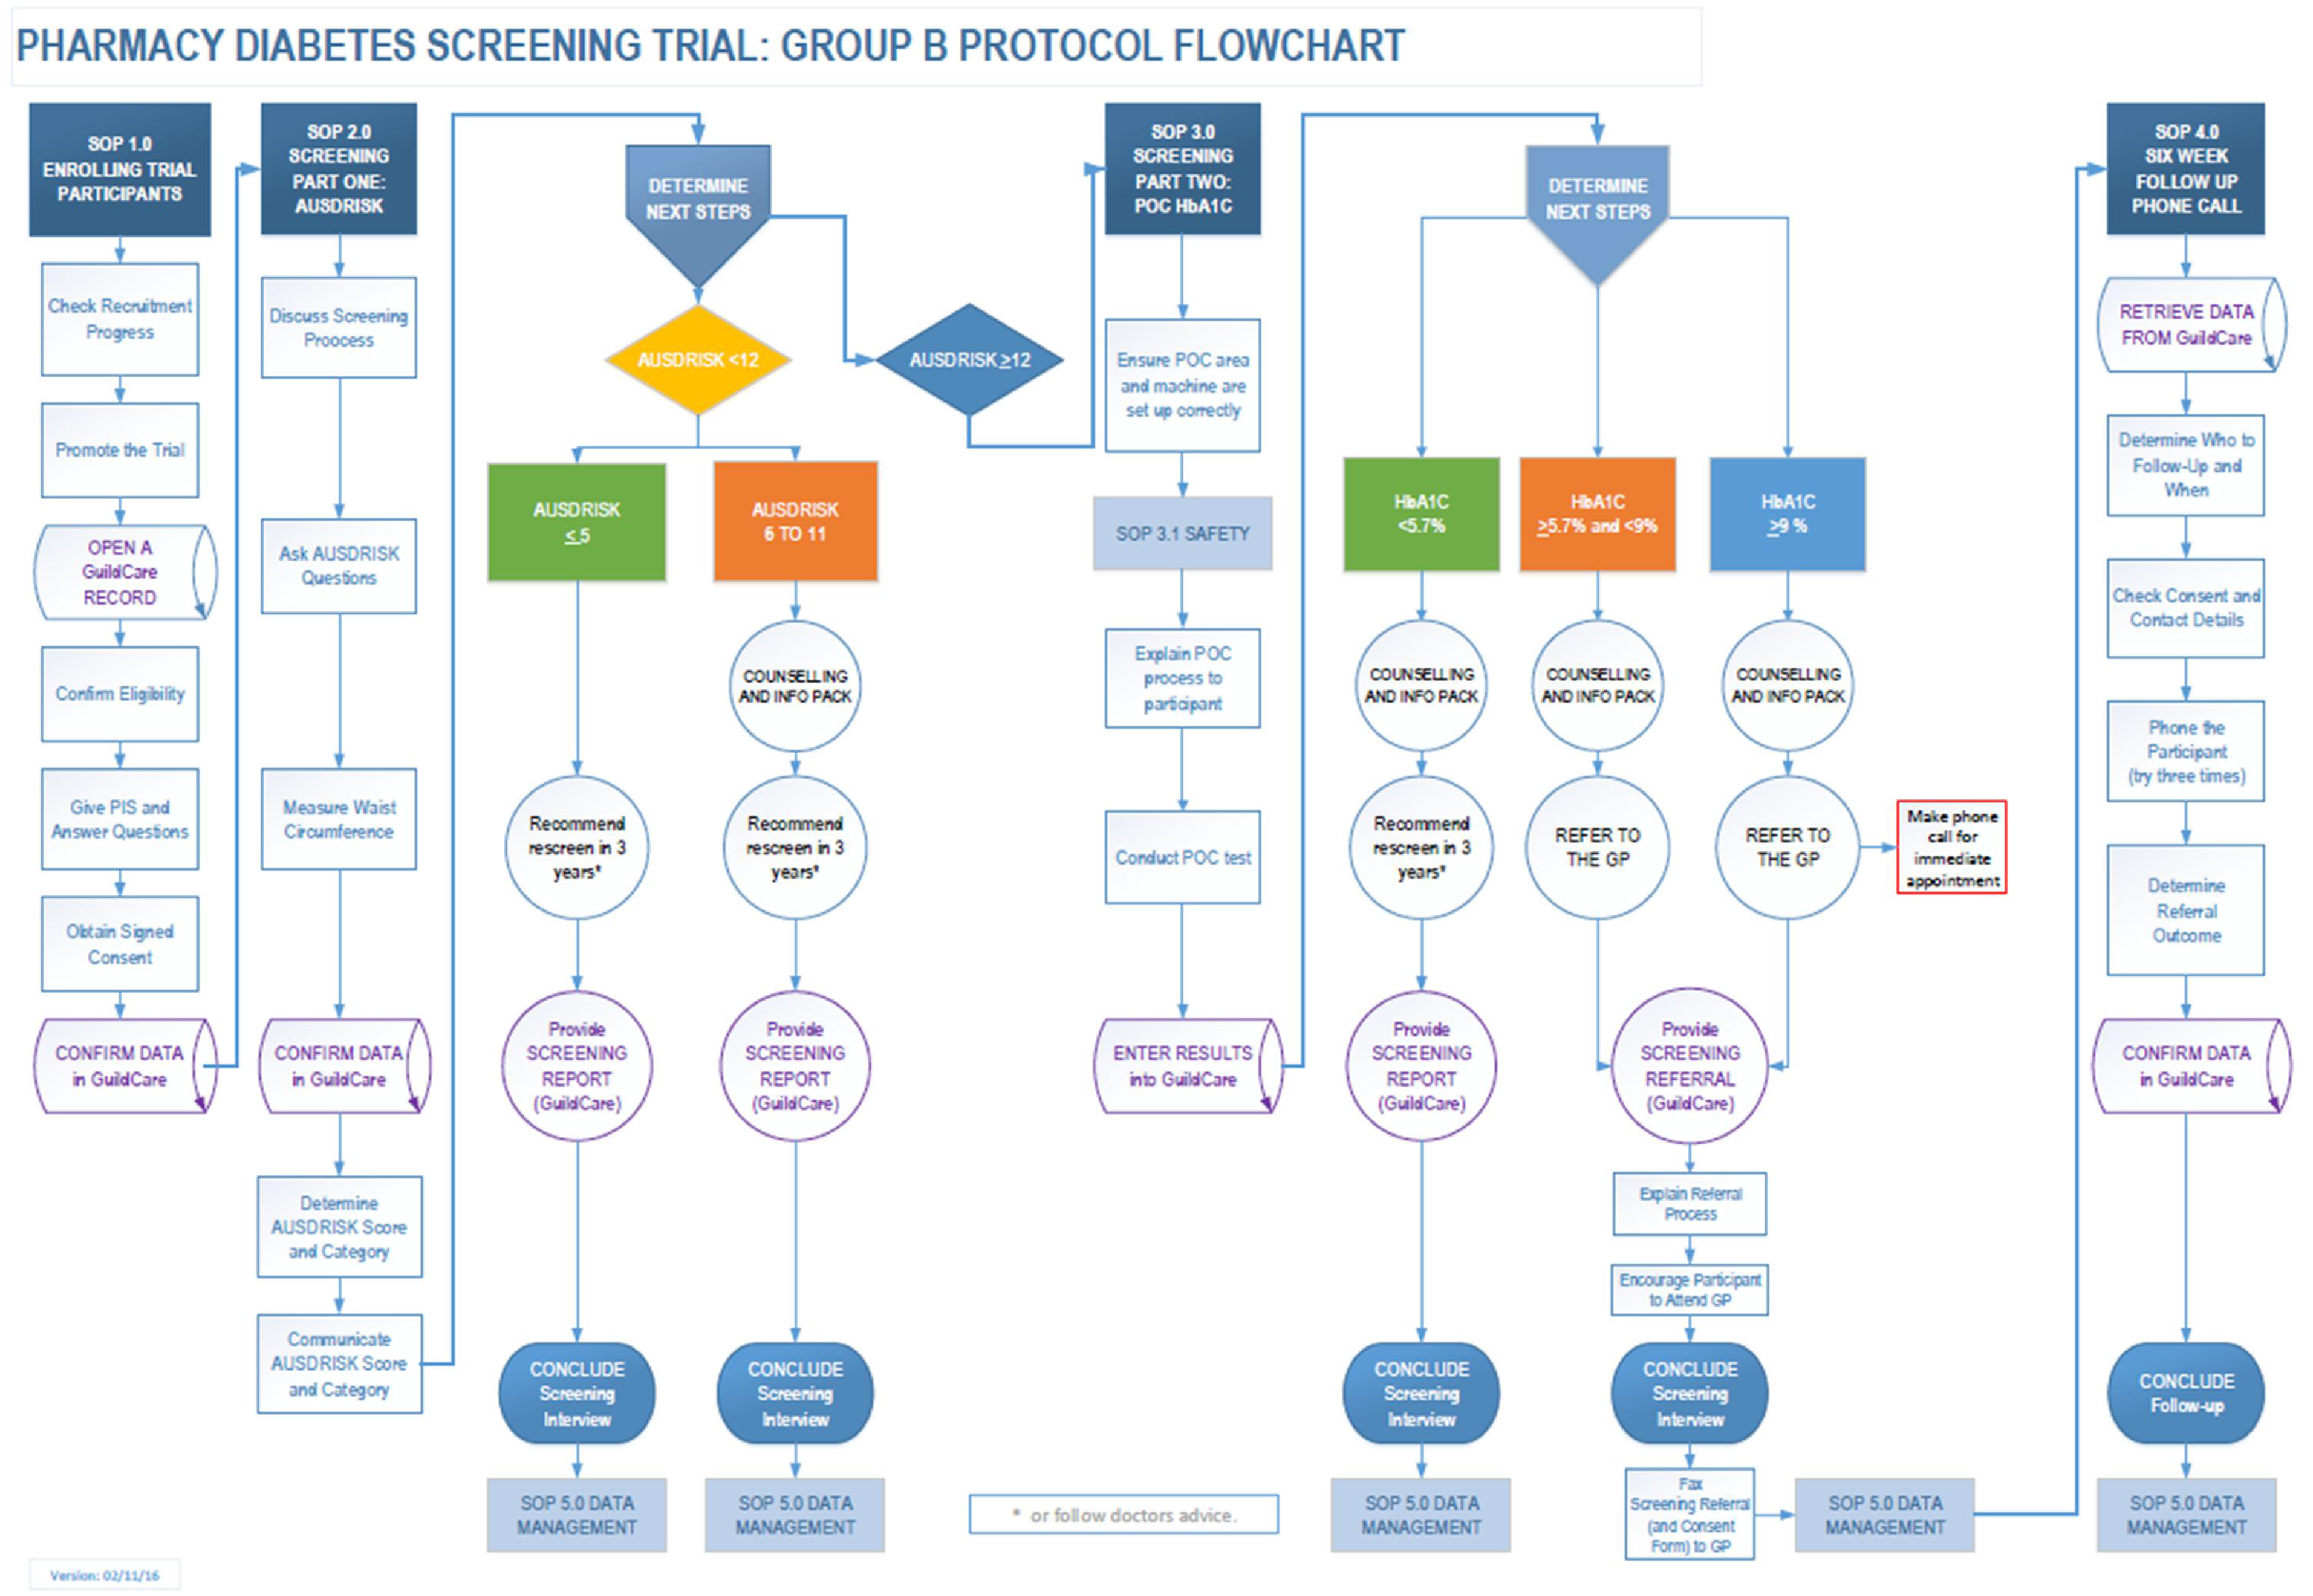 PHARMACY DIABETES SCREENING TRIAL: GROUP B PROTOCOL FLOWCHART
SOP 1.0
ENROLLING TRIAL
PARTICIPANTS
Check Recruitment
Progress
Promote the Trial
OPEN A
GuildCare
RECORD
Confirm Eligibility
Give PIS and
Answer Questions
Obtain Signed
Consent
CONFIRM DATA
in GuildCare
SOP 2.0
SCREENING
PART ONE:
AUSDRISK
Discuss Screening
Proocess
Ask AUSDRISK
Questions
Measure Waist
Circumference
CONFIRM DATA
in GuildCare
Determine
AUSDRISK Score
and Category
Communicate
AUSDRISK Score
and Category
DETERMINE
NEXT STEPS
AUSDRISK <12
AUSDRISK ≥12
AUSDRISK
≤ 5
Recommend
rescreen in 3
years*
Provide
SCREENING
REPORT
(GuildCare)
CONCLUDE
Screening
Interview
SOP 5.0 DATA
MANAGEMENT
AUSDRISK
6 TO 11
COUNSELLING
AND INFO PACK
Recommend
rescreen in 3
years*
Provide
SCREENING
REPORT
(GuildCare)
CONCLUDE
Screening
Interview
SOP 5.0 DATA
MANAGEMENT
SOP 3.0
SCREENING
PART TWO:
POC HbA1C
Ensure POC area
and machine are
set up correctly
SOP 3.1 SAFETY
Explain POC
process to
participant
Conduct POC test
ENTER RESULTS
into GuildCare
* or follow doctors advice.
DETERMINE
NEXT STEPS
HbA1C
<5.7%
COUNSELLING
AND INFO PACK
Recommend
rescreen in 3
years*
Provide
SCREENING
REPORT
(GuildCare)
CONCLUDE
Screening
Interview
SOP 5.0 DATA
MANAGEMENT
HbA1C
≥5.7% and <9%
COUNSELLING
AND INFO PACK
REFER TO
THE GP
HbA1C
≥9 %
COUNSELLING
AND INFO PACK
REFER TO
THE GP
Make phone
call for
immediate
appointment
Provide
SCREENING
REFERRAL
(GuildCare)
Explain Referral
Process
Encourage Participant
to Attend GP
CONCLUDE
Screening
Interview
Fax
Screening Referral
(and Consent
Form) to GP
SOP 5.0 DATA
MANAGEMENT
SOP 4.0
SIX WEEK
FOLLOW UP
PHONE CALL
RETRIEVE DATA
FROM GuildCare
Determine Who to
Follow-Up and
When
Check Consent and
Contact Details
Phone the
Participant
(try three times)
Determine
Referral
Outcome
CONFIRM DATA
in GuildCare
CONCLUDE
Follow-up
SOP 5.0 DATA
MANAGEMENT
Version: 02/11/16